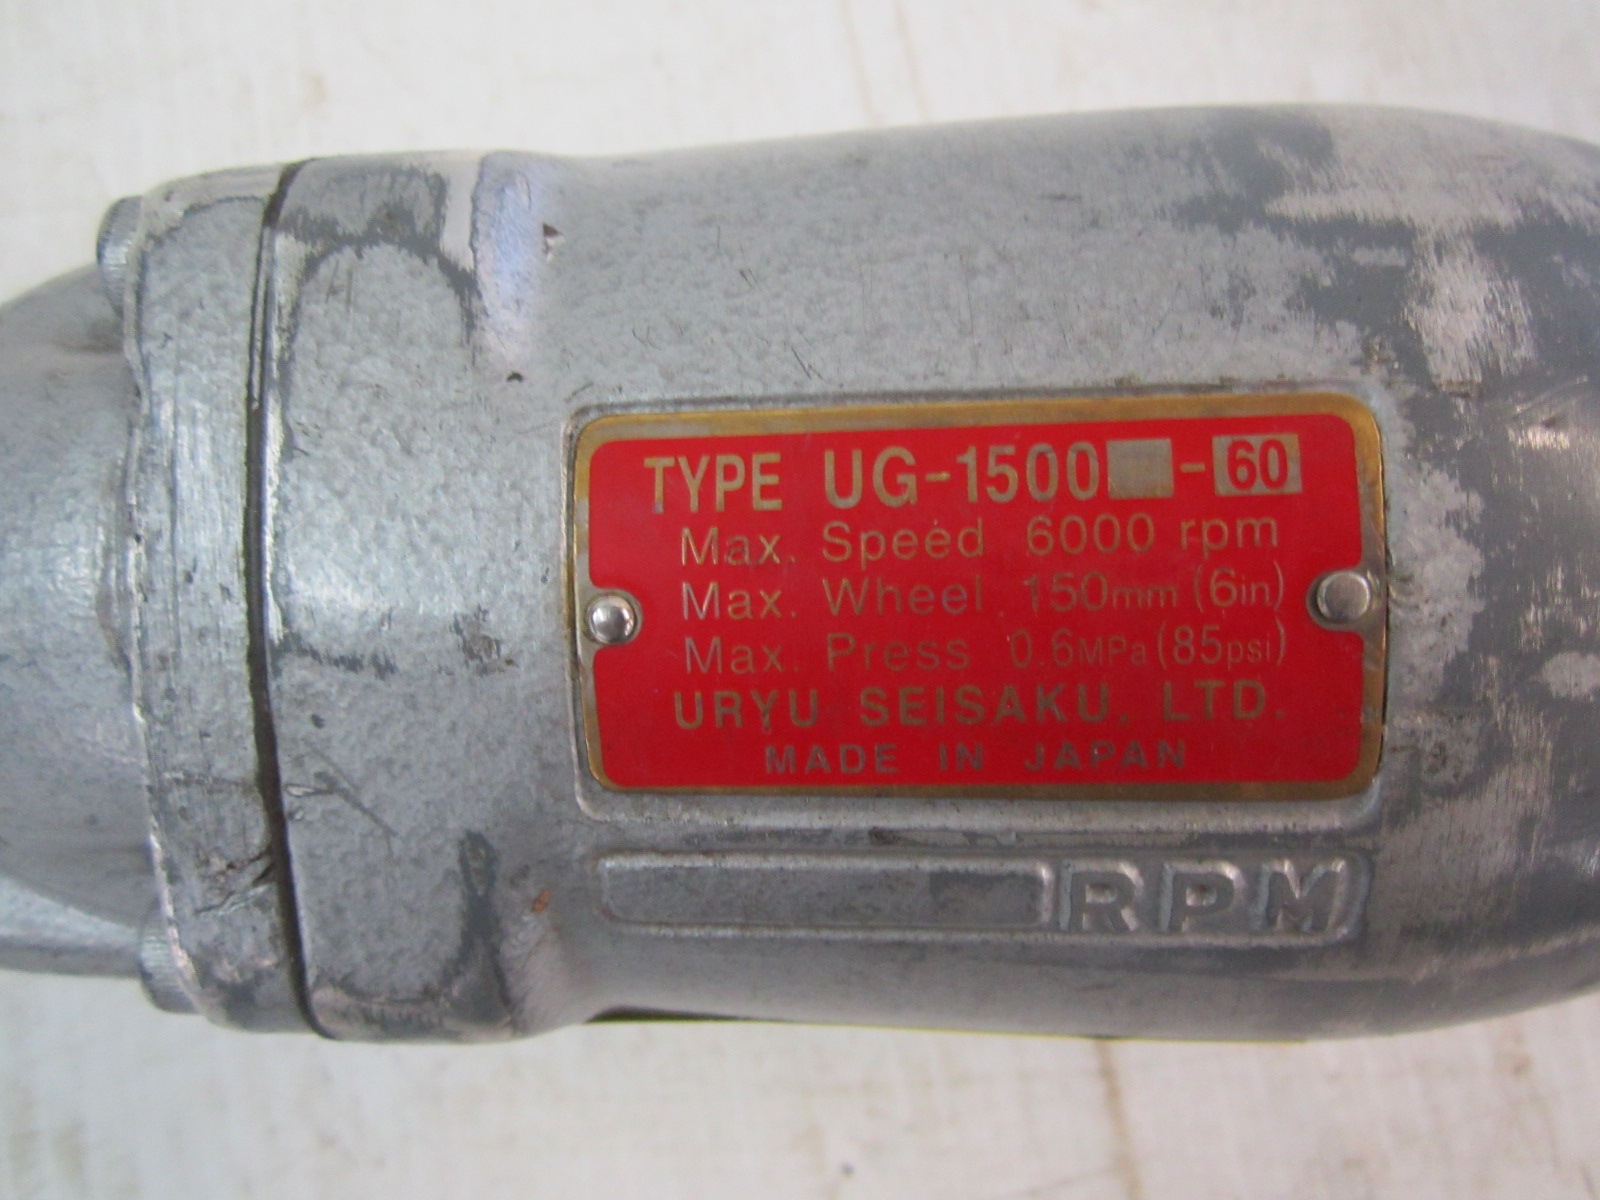 TYPE UG-1500 -60
Max. Speed 6000 rpm
Max. Wheel 150mm (6in)
Max. Press 0.6MPa (85psi)
URYU SEISAKU, LTD.
MADE IN JAPAN
RPM